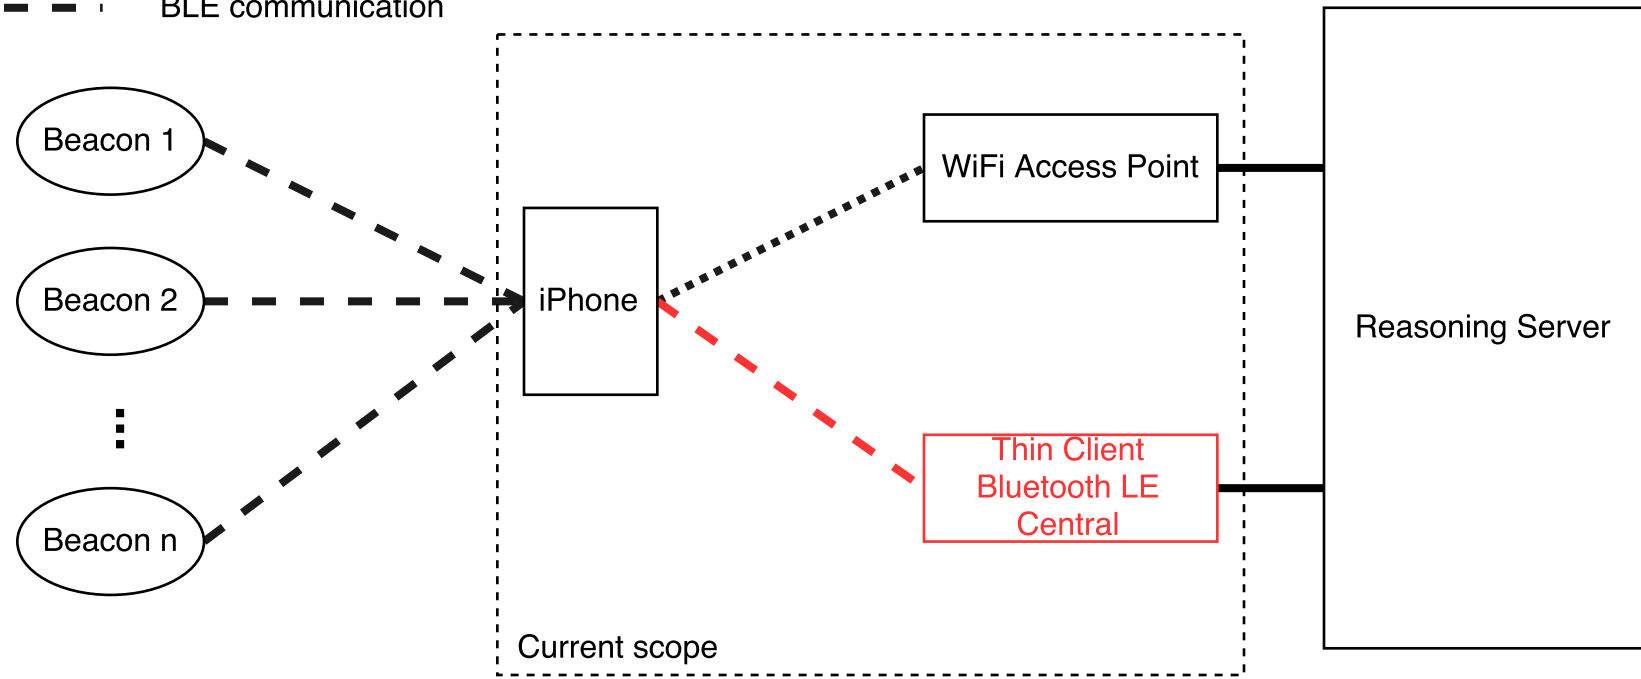 BLE communication
Beacon 1
WiFi Access Point
Beacon 2
iPhone
Reasoning Server
Thin Client
Bluetooth LE
Central
Beacon n
Current scope